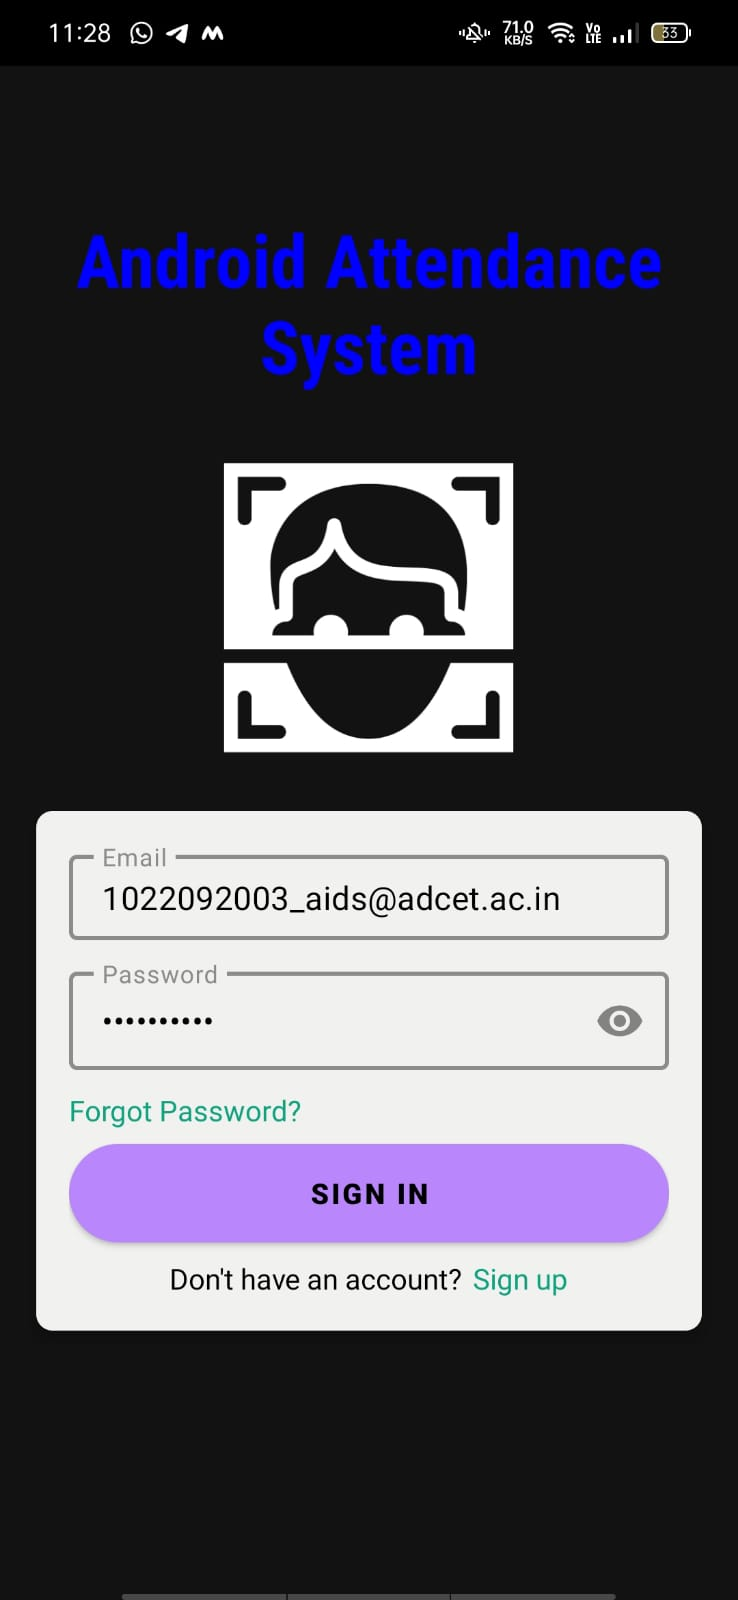 11:28 71.0 KB/S Vo LTE 33
Android Attendance
System
Email
1022092003_aids@adcet.ac.in
Password
••••••••••
Forgot Password?
SIGN IN
Don't have an account? Sign up